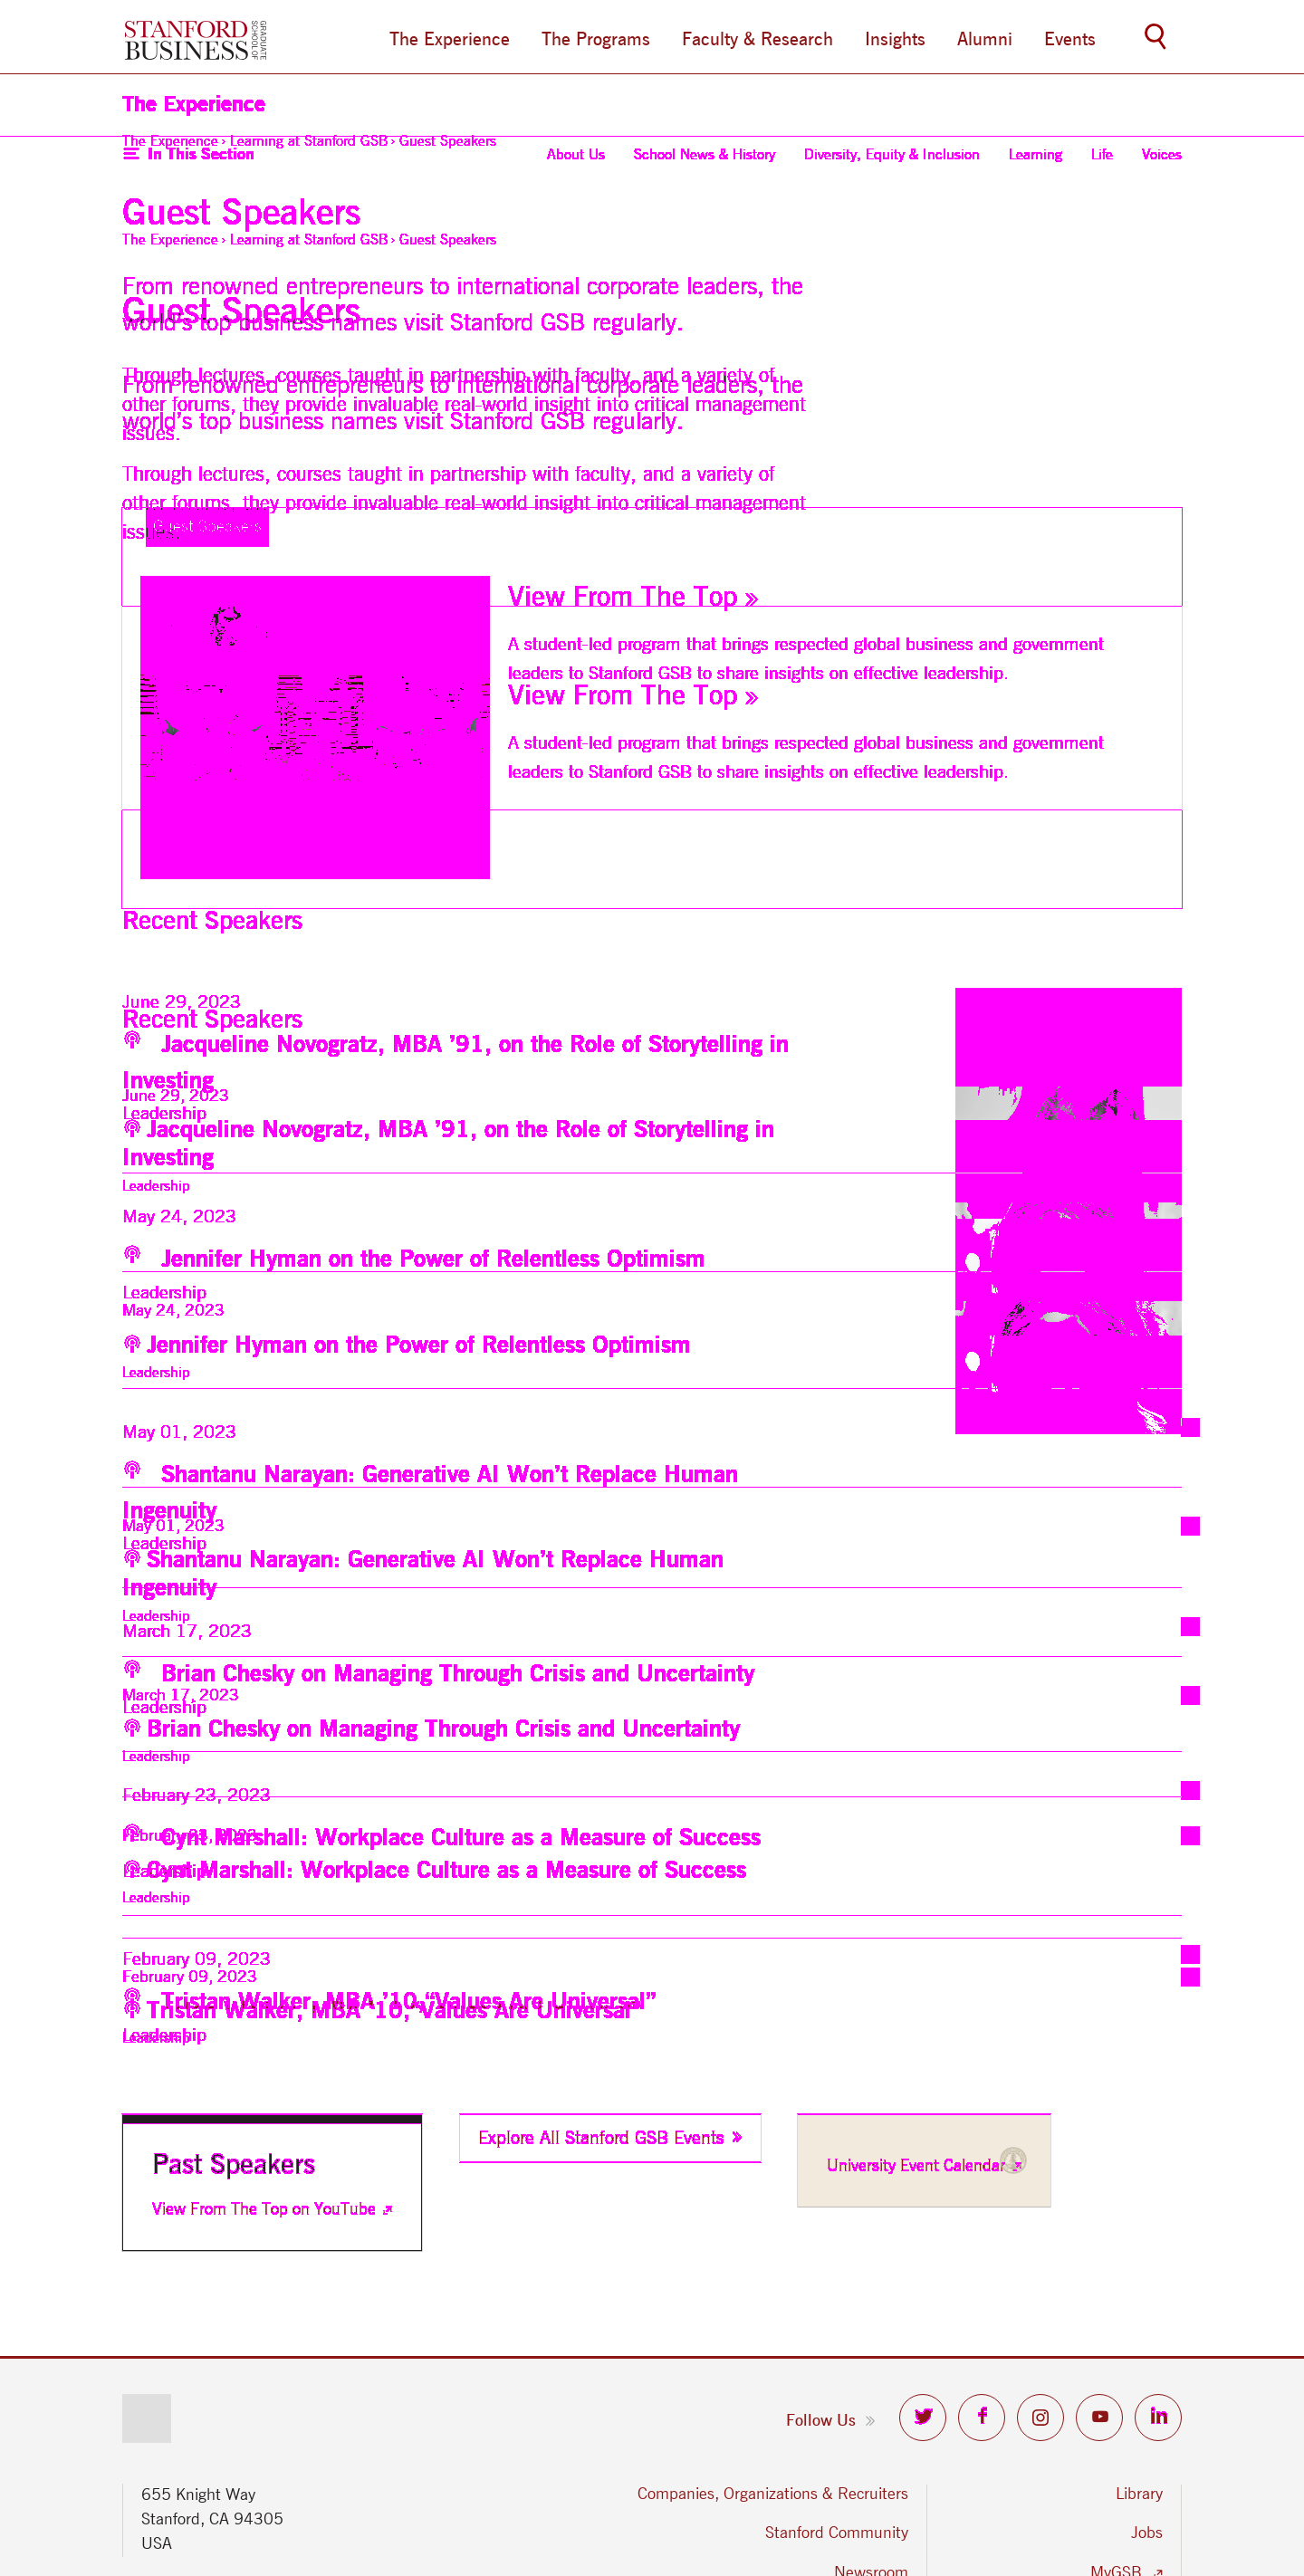 STANFORD
BUSINESS
GRADUATE
SCHOOL OF
The Experience
The Programs
Faculty & Research
Insights
Alumni
Events
The Experience
The Experience › Learning at Stanford GSB › Guest Speakers
In This Section
About Us
School News & History
Diversity, Equity & Inclusion
Learning
Life
Voices
Guest Speakers
The Experience › Learning at Stanford GSB › Guest Speakers
From renowned entrepreneurs to international corporate leaders, the
Guest Speakers
world's top business names visit Stanford GSB regularly.
Through lectures, courses taught in partnership with faculty, and a variety of
From renowned entrepreneurs to international corporate leaders, the
other forums, they provide invaluable real-world insight into critical management
world's top business names visit Stanford GSB regularly.
issues.
Through lectures, courses taught in partnership with faculty, and a variety of
other forums, they provide invaluable real-world insight into critical management
Guest Speakers
issues.
View From The Top »
A student-led program that brings respected global business and government
leaders to Stanford GSB to share insights on effective leadership.
View From The Top »
A student-led program that brings respected global business and government
leaders to Stanford GSB to share insights on effective leadership.
Recent Speakers
June 29, 2023
Recent Speakers
Jacqueline Novogratz, MBA ’91, on the Role of Storytelling in
Investing
June 29, 2023
Leadership
Jacqueline Novogratz, MBA ’91, on the Role of Storytelling in
Investing
Leadership
May 24, 2023
Jennifer Hyman on the Power of Relentless Optimism
Leadership
May 24, 2023
Jennifer Hyman on the Power of Relentless Optimism
Leadership
May 01, 2023
Shantanu Narayan: Generative AI Won’t Replace Human
Ingenuity
May 01, 2023
Leadership
Shantanu Narayan: Generative AI Won’t Replace Human
Ingenuity
Leadership
March 17, 2023
Brian Chesky on Managing Through Crisis and Uncertainty
March 17, 2023
Leadership
Brian Chesky on Managing Through Crisis and Uncertainty
Leadership
February 23, 2023
February 23, 2023
Cynt Marshall: Workplace Culture as a Measure of Success
Leadership
Cynt Marshall: Workplace Culture as a Measure of Success
Leadership
February 09, 2023
February 09, 2023
Tristan Walker, MBA ’10, “Values Are Universal”
Tristan Walker, MBA ’10, “Values Are Universal”
Leadership
Leadership
Past Speakers
View From The Top on YouTube
Explore All Stanford GSB Events »
University Event Calendar
Follow Us »
655 Knight Way
Stanford, CA 94305
USA
Companies, Organizations & Recruiters
Stanford Community
Newsroom
Library
Jobs
MyGSB